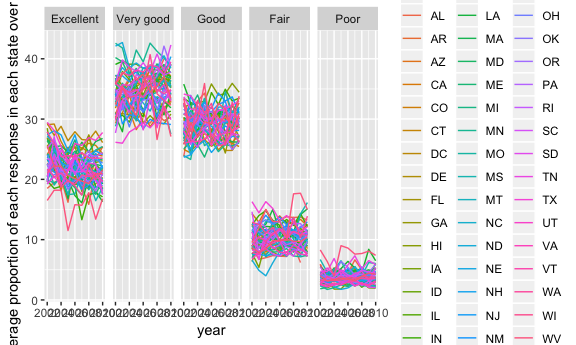 Excellent Very good Good Fair Poor
40
30
20
10
0
year
erage proportion of each response in each state over
AL LA OH
AR MA OK
AZ MD OR
CA ME PA
CO MI RI
CT MN SC
DC MO SD
DE MS TN
FL MT TX
GA NC UT
HI ND VA
IA NE VT
ID NH WA
IL NJ WI
IN NM WV